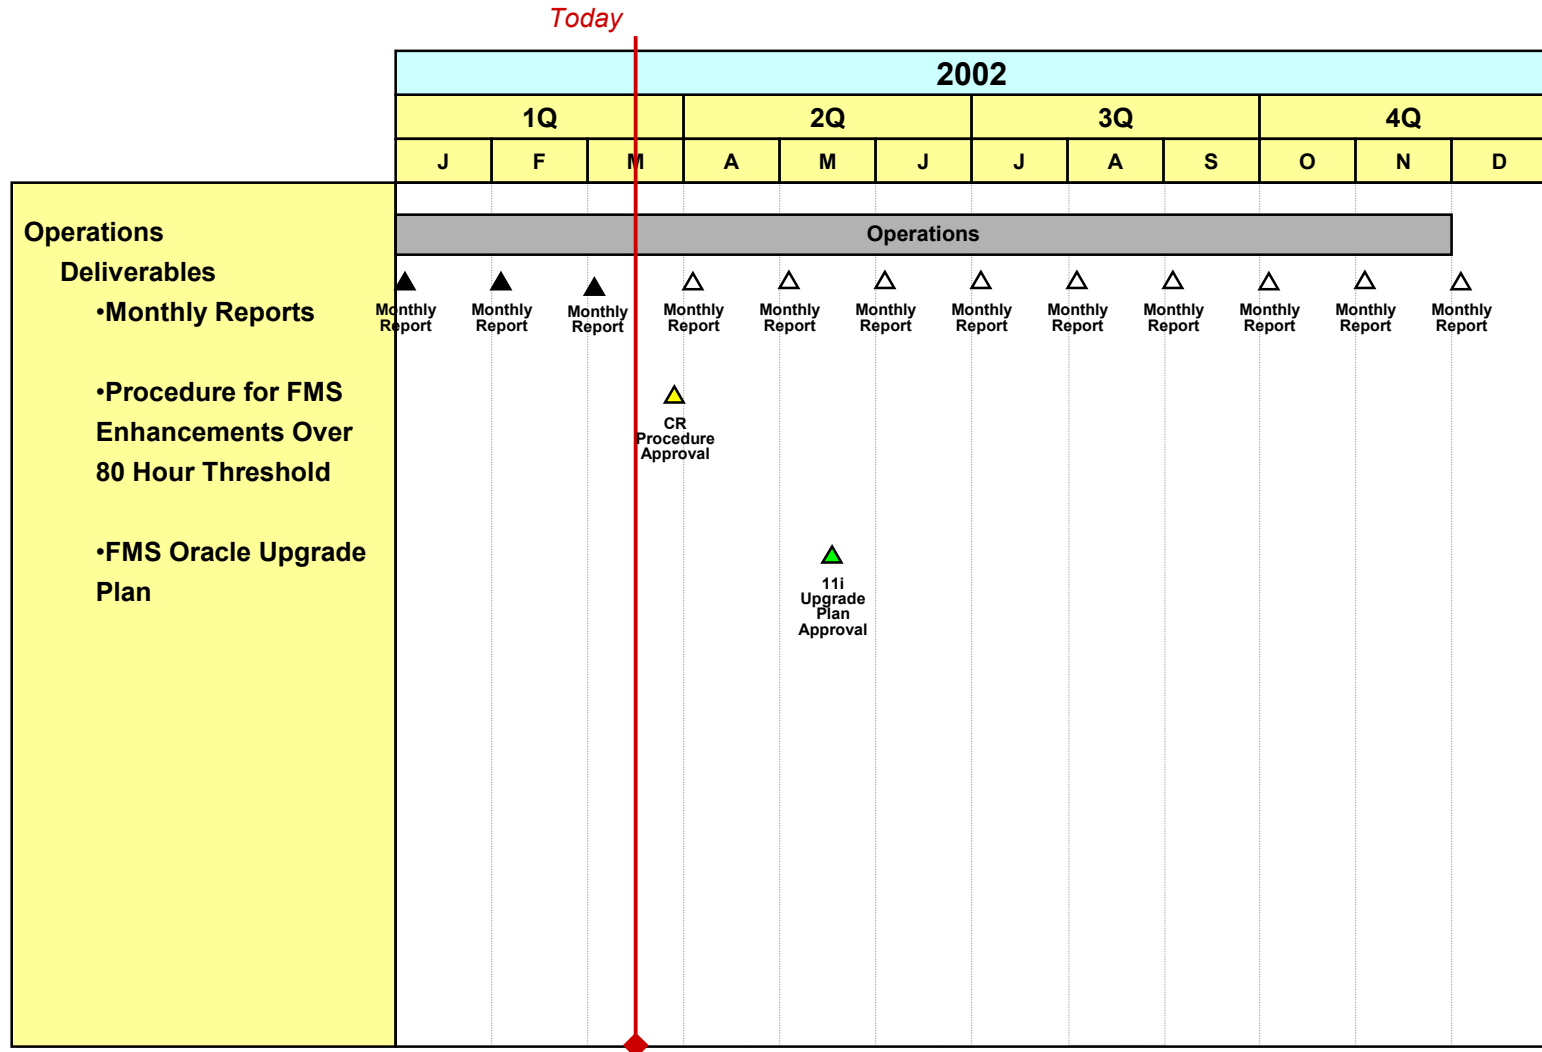 Today
2002
1Q 2Q 3Q 4Q
J F M A M J J A S O N D
Operations
Operations
Deliverables
•Monthly Reports
Monthly Monthly Monthly Monthly Monthly Monthly Monthly Monthly Monthly Monthly Monthly Monthly
Report Report Report Report Report Report Report Report Report Report Report Report
•Procedure for FMS
Enhancements Over
80 Hour Threshold
CR
Procedure
Approval
•FMS Oracle Upgrade
Plan
11i
Upgrade
Plan
Approval